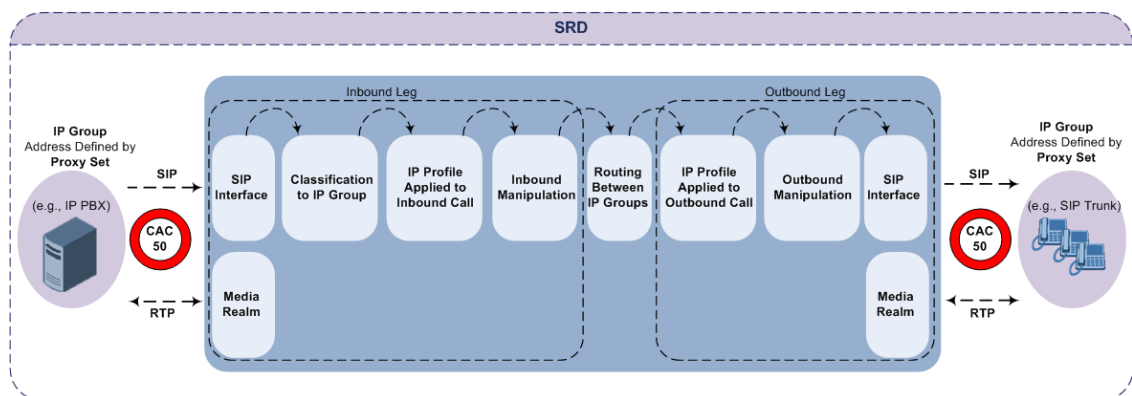 SRD
Inbound Leg
Outbound Leg
IP Group
Address Defined by
Proxy Set
(e.g., IP PBX)
SIP
CAC
50
RTP
SIP
Interface
Classification
to IP Group
IP Profile
Applied to
Inbound Call
Inbound
Manipulation
Routing
Between
IP Groups
IP Profile
Applied to
Outbound Call
Outbound
Manipulation
SIP
Interface
Media
Realm
Media
Realm
SIP
CAC
50
RTP
IP Group
Address Defined by
Proxy Set
(e.g., SIP Trunk)